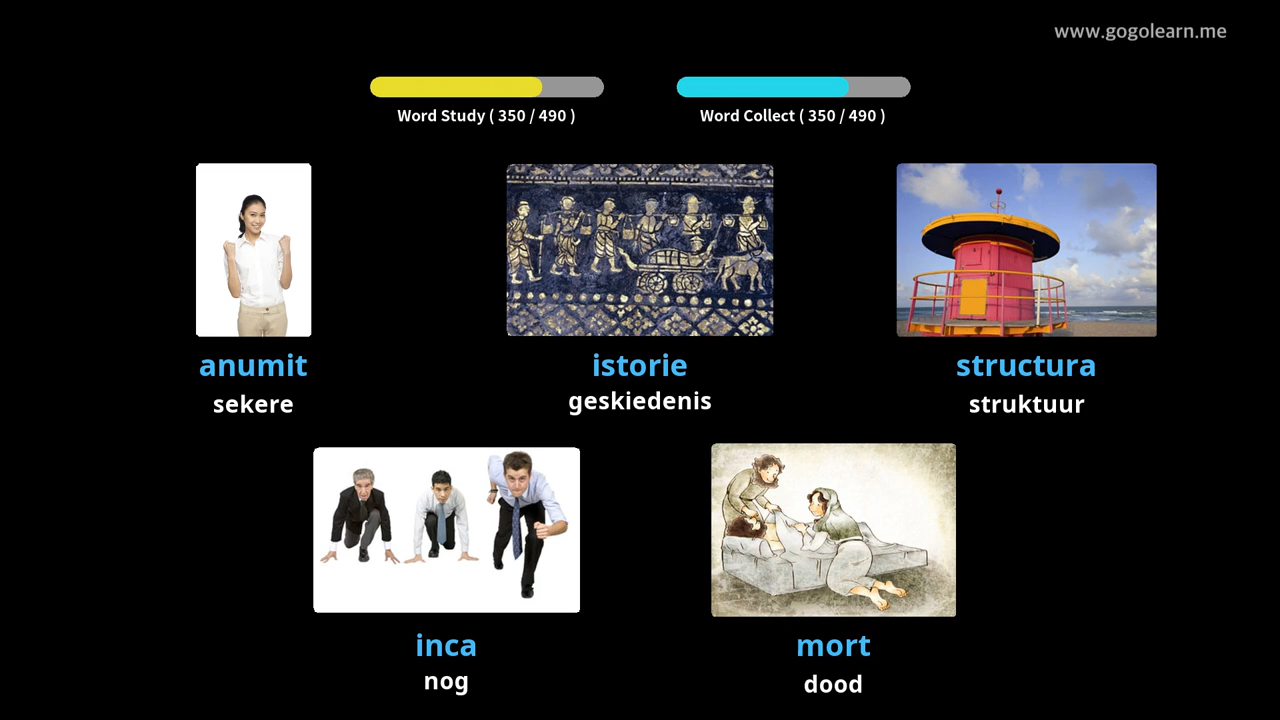 www.gogolearn.me
Word Study ( 350 / 490 )
Word Collect ( 350 / 490 )
anumit
sekere
istorie
geskiedenis
structura
struktuur
inca
nog
mort
dood